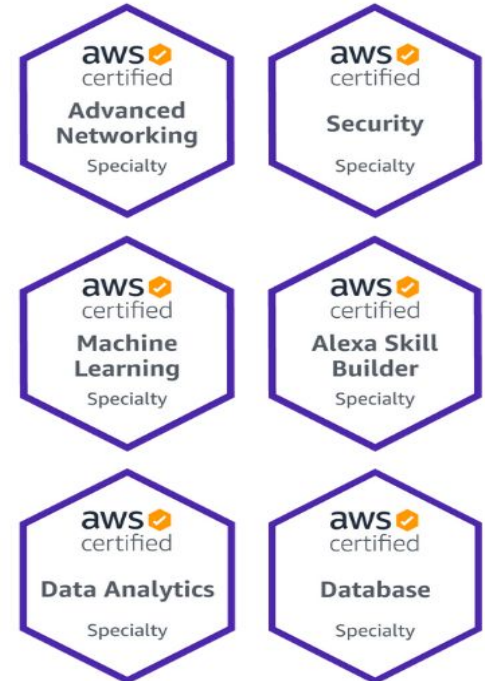 aws
certified
Advanced
Networking
Specialty
aws
certified
Security
Specialty
aws
certified
Machine
Learning
Specialty
aws
certified
Alexa Skill
Builder
Specialty
aws
certified
Data Analytics
Specialty
aws
certified
Database
Specialty